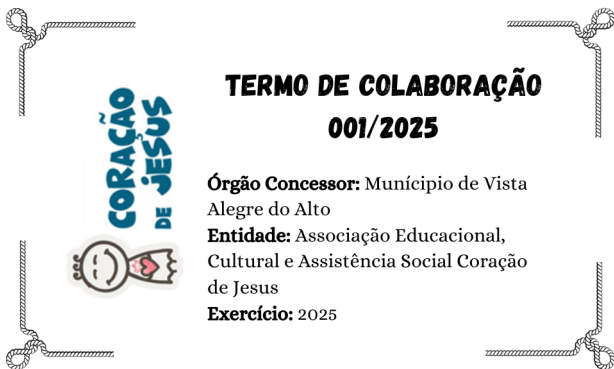 CORAÇÃO
DE JESUS
TERMO DE COLABORAÇÃO
001/2025
Órgão Concessor: Munícipio de Vista
Alegre do Alto
Entidade: Associação Educacional,
Cultural e Assistência Social Coração
de Jesus
Exercício: 2025